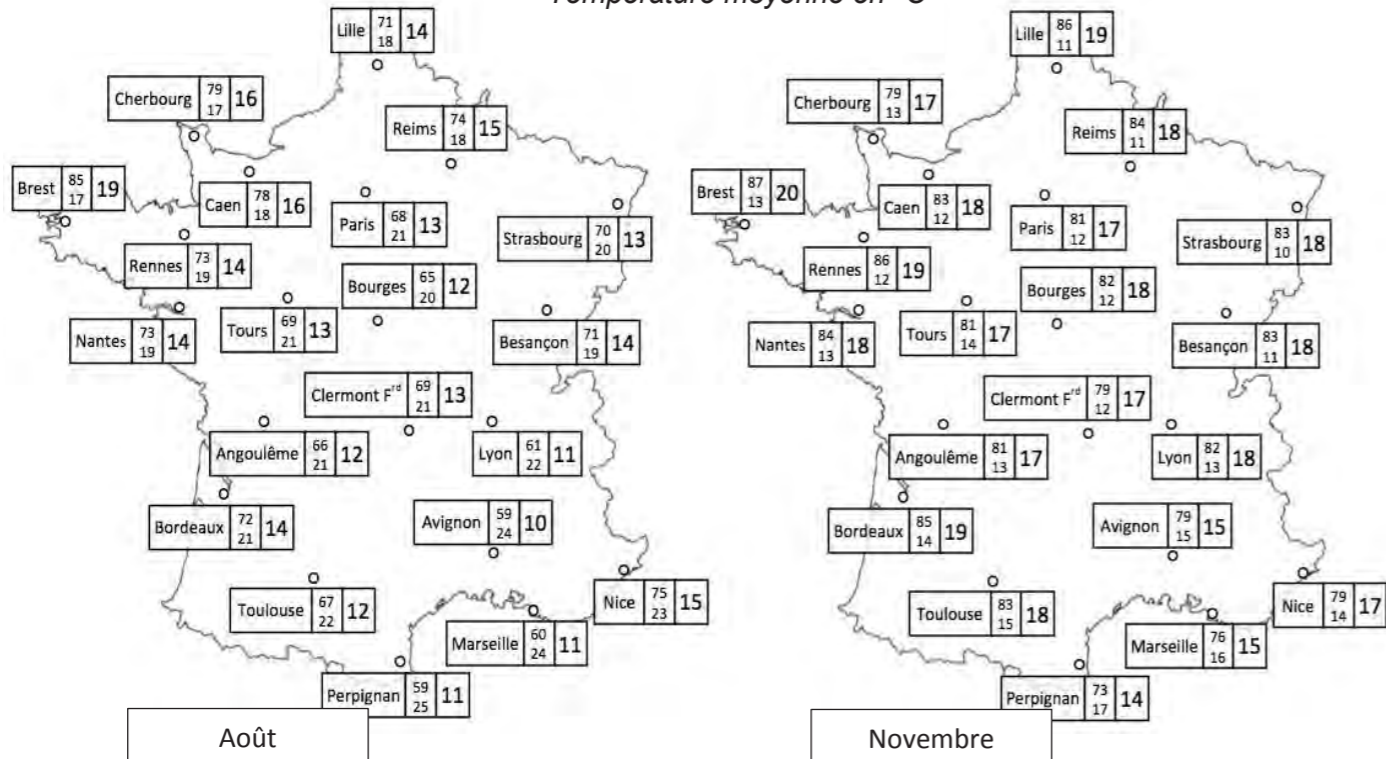 Température moyenne en °C
Lille 71 18 14
Cherbourg 79 17 16
Reims 74 18 15
Brest 85 17 19
Caen 78 18 16
Paris 68 21 13
Strasbourg 70 20 13
Rennes 73 19 14
Bourges 65 20 12
Nantes 73 19 14
Tours 69 21 13
Besançon 71 19 14
Clermont Frd 69 21 13
Angoulême 66 21 12
Lyon 61 22 11
Bordeaux 72 21 14
Avignon 59 24 10
Toulouse 67 22 12
Nice 75 23 15
Marseille 60 24 11
Perpignan 59 25 11
Août
Lille 86 11 19
Cherbourg 79 13 17
Reims 84 11 18
Brest 87 13 20
Caen 83 12 18
Paris 81 12 17
Strasbourg 83 10 18
Rennes 86 12 19
Bourges 82 12 18
Nantes 84 13 18
Tours 81 14 17
Besançon 83 11 18
Clermont Frd 79 12 17
Angoulême 81 13 17
Lyon 82 13 18
Bordeaux 85 14 19
Avignon 79 15 15
Toulouse 83 15 18
Nice 79 14 17
Marseille 76 16 15
Perpignan 73 17 14
Novembre